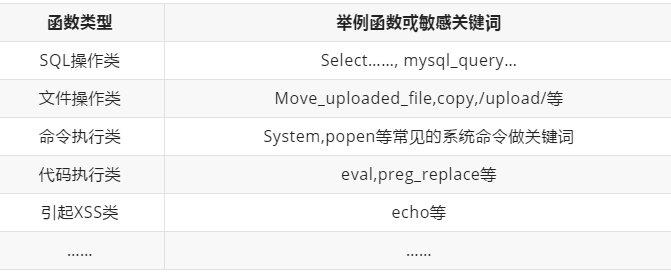 函数类型 举例函数或敏感关键词
SQL操作类 Select……, mysql_query…
文件操作类 Move_uploaded_file,copy,/upload/等
命令执行类 System,popen等常见的系统命令做关键词
代码执行类 eval,preg_replace等
引起XSS类 echo等
…… ……